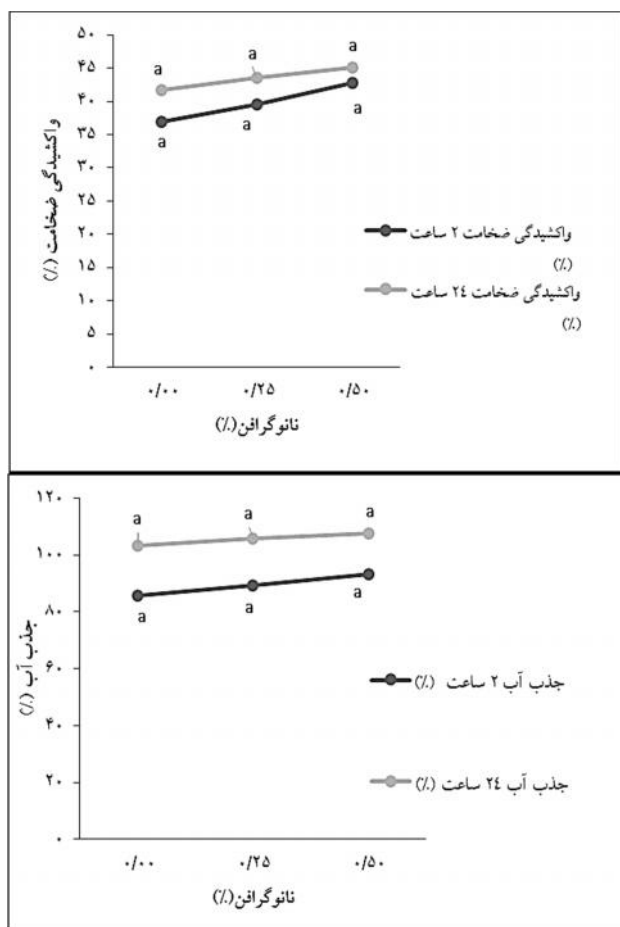 ۵۰
۴۵
۴۰
۳۵
۳۰
۲۵
۲۰
۱۵
۱۰
۵
۰
واکشیدگی ضخامت (٪)
a
a
a
a
a
a
واکشیدگی ضخامت ۲ ساعت
(٪)
واکشیدگی ضخامت ۲٤ ساعت
(٪)
۰/۰۰
۰/۲۵
۰/۵۰
نانوگرافن(٪)
۱۲۰
۱۰۰
۸۰
۶۰
۴۰
۲۰
۰
جذب آب (٪)
a
a
a
a
a
a
جذب آب ۲ ساعت (٪)
جذب آب ۲٤ ساعت (٪)
۰/۰۰
۰/۲۵
۰/۵۰
نانوگرافن(٪)